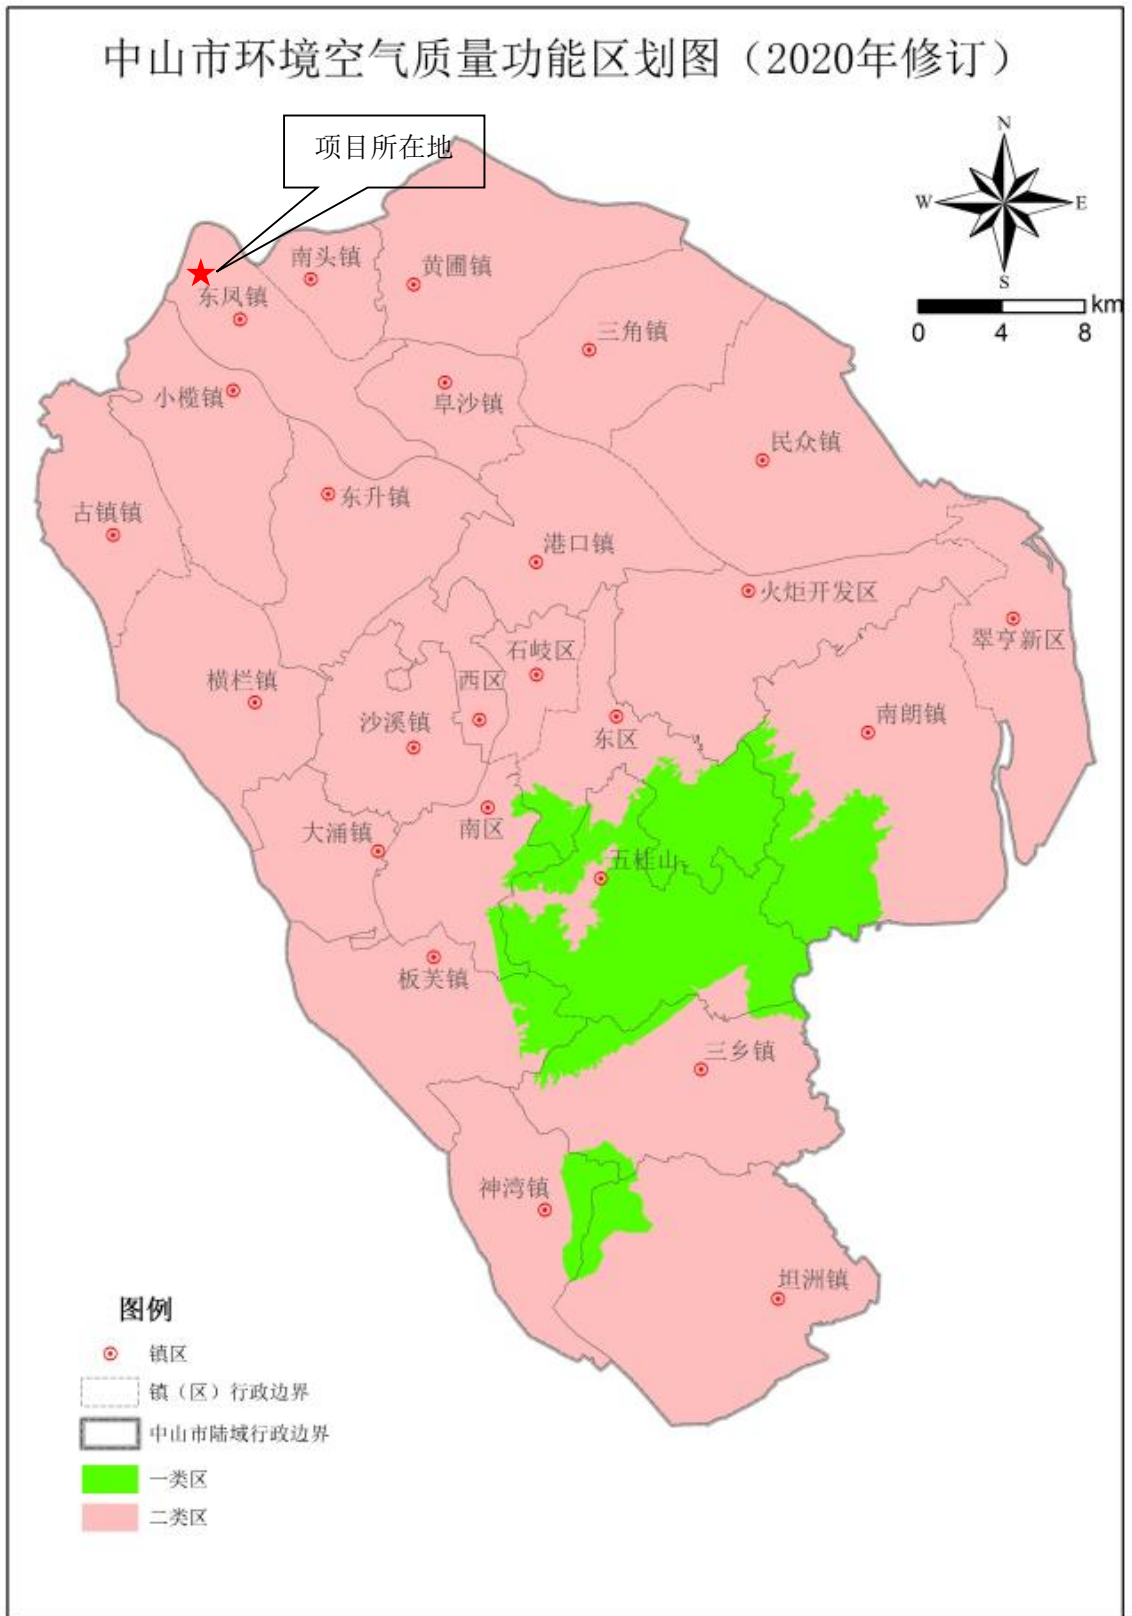 中山市环境空气质量功能区划图（2020年修订）
项目所在地
N
W
E
S
km
0
4
8
南头镇
黄圃镇
东凤镇
三角镇
小榄镇
阜沙镇
民众镇
东升镇
古镇镇
港口镇
火炬开发区
翠亨新区
石岐区
西区
横栏镇
沙溪镇
东区
南朗镇
南区
大涌镇
五桂山
板芙镇
三乡镇
神湾镇
坦洲镇
图例
镇区
镇（区）行政边界
中山市陆域行政边界
一类区
二类区